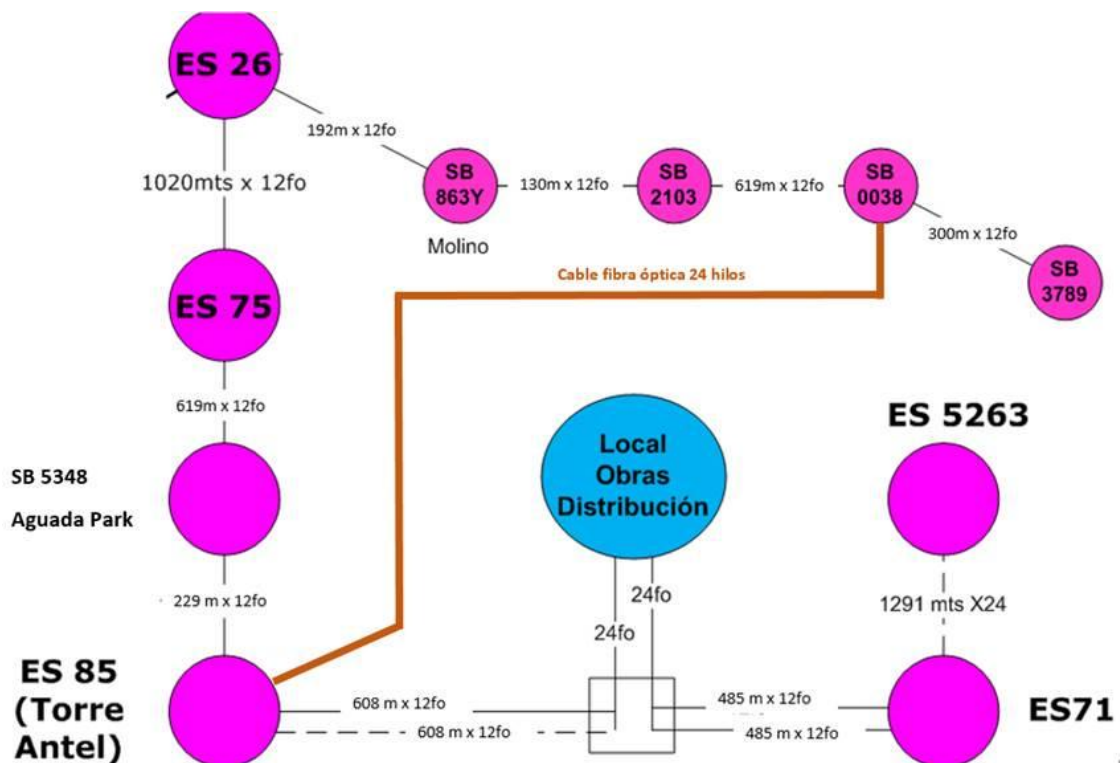 ES 26
192m x 12fo
1020mts x 12fo
SB
863Y
130m x 12fo
SB
2103
619m x 12fo
SB
0038
Molino
300m x 12fo
SB
3789
Cable fibra óptica 24 hilos
ES 75
619m x 12fo
SB 5348
Aguada Park
Local
Obras
Distribución
ES 5263
229 m x 12fo
24fo
24fo
1291 mts X24
ES 85
(Torre
Antel)
608 m x 12fo
608 m x 12fo
485 m x 12fo
485 m x 12fo
ES71